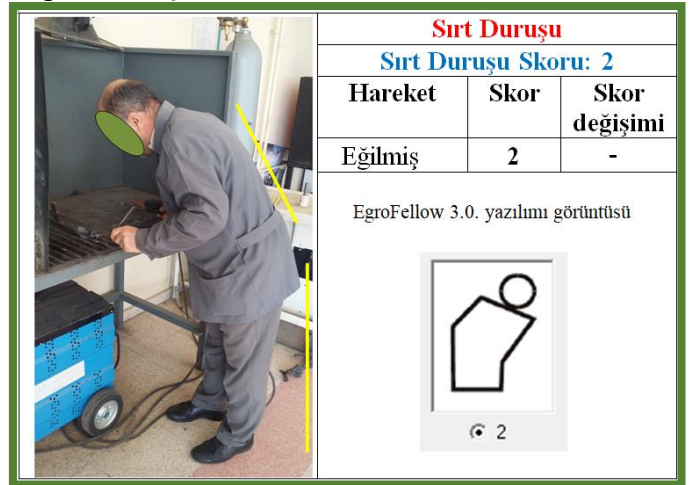 Sırt Duruşu
Sırt Duruşu Skoru: 2
Hareket Skor Skor değişimi
Eğilmiş 2 -
EgroFellow 3.0. yazılımı görüntüsü
2